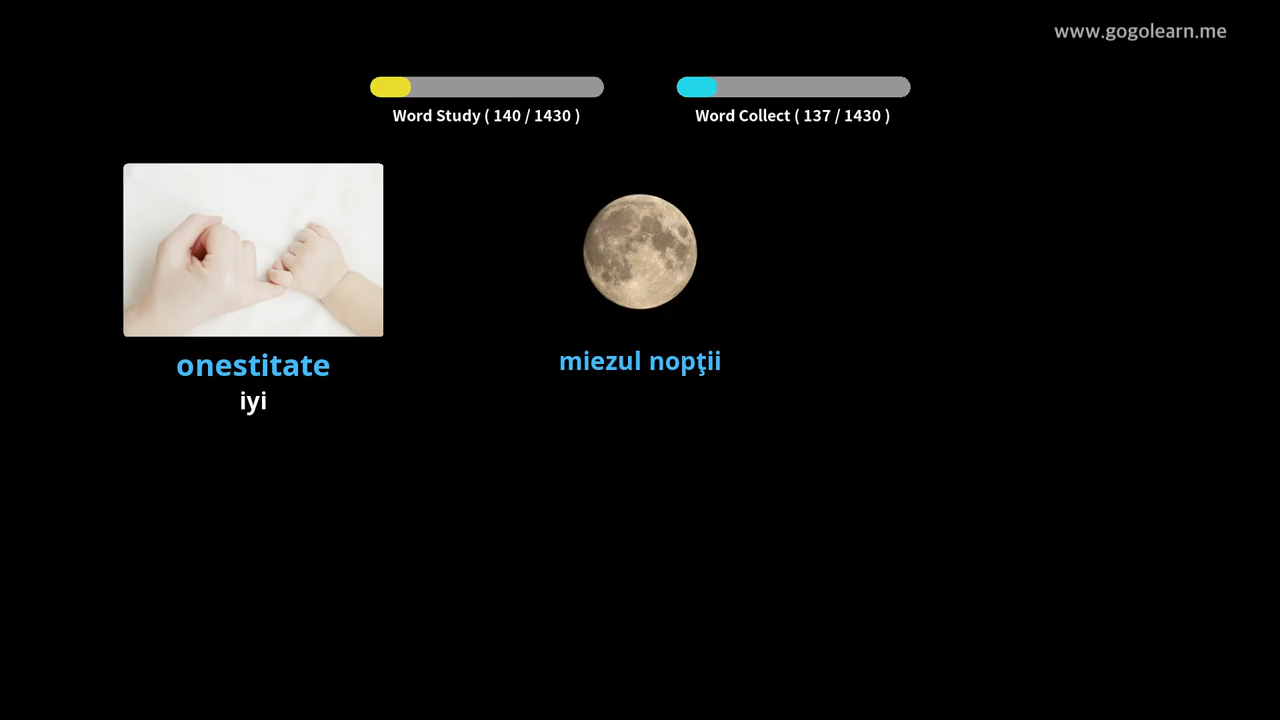 www.gogolearn.me
Word Study ( 140 / 1430 )
Word Collect ( 137 / 1430 )
onestitate
iyi
miezul nopţii